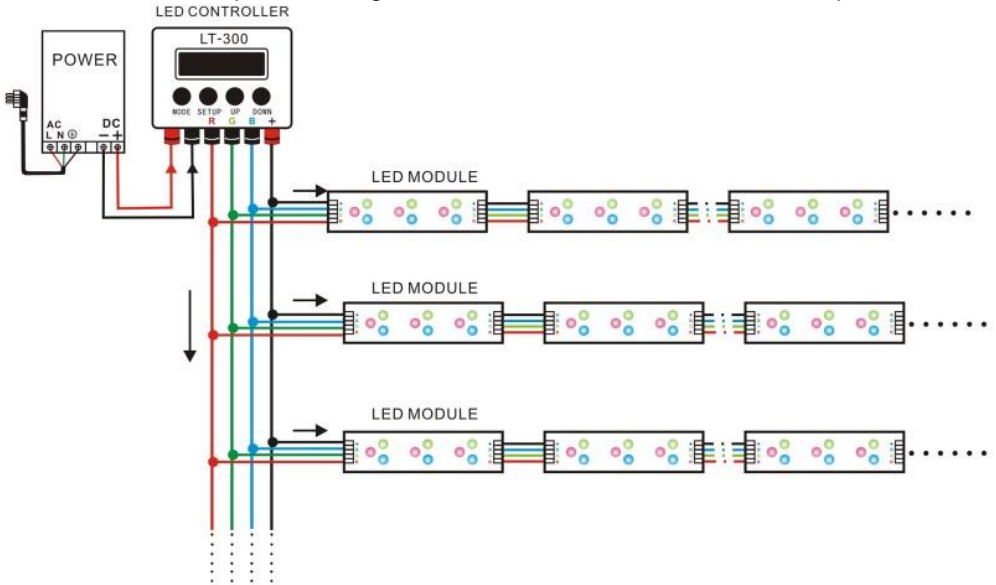 LED CONTROLLER
LT-300
MODE SETUP UP DOWN
R G B +
POWER
AC DC
L N ⏚ − +
LED MODULE
LED MODULE
LED MODULE